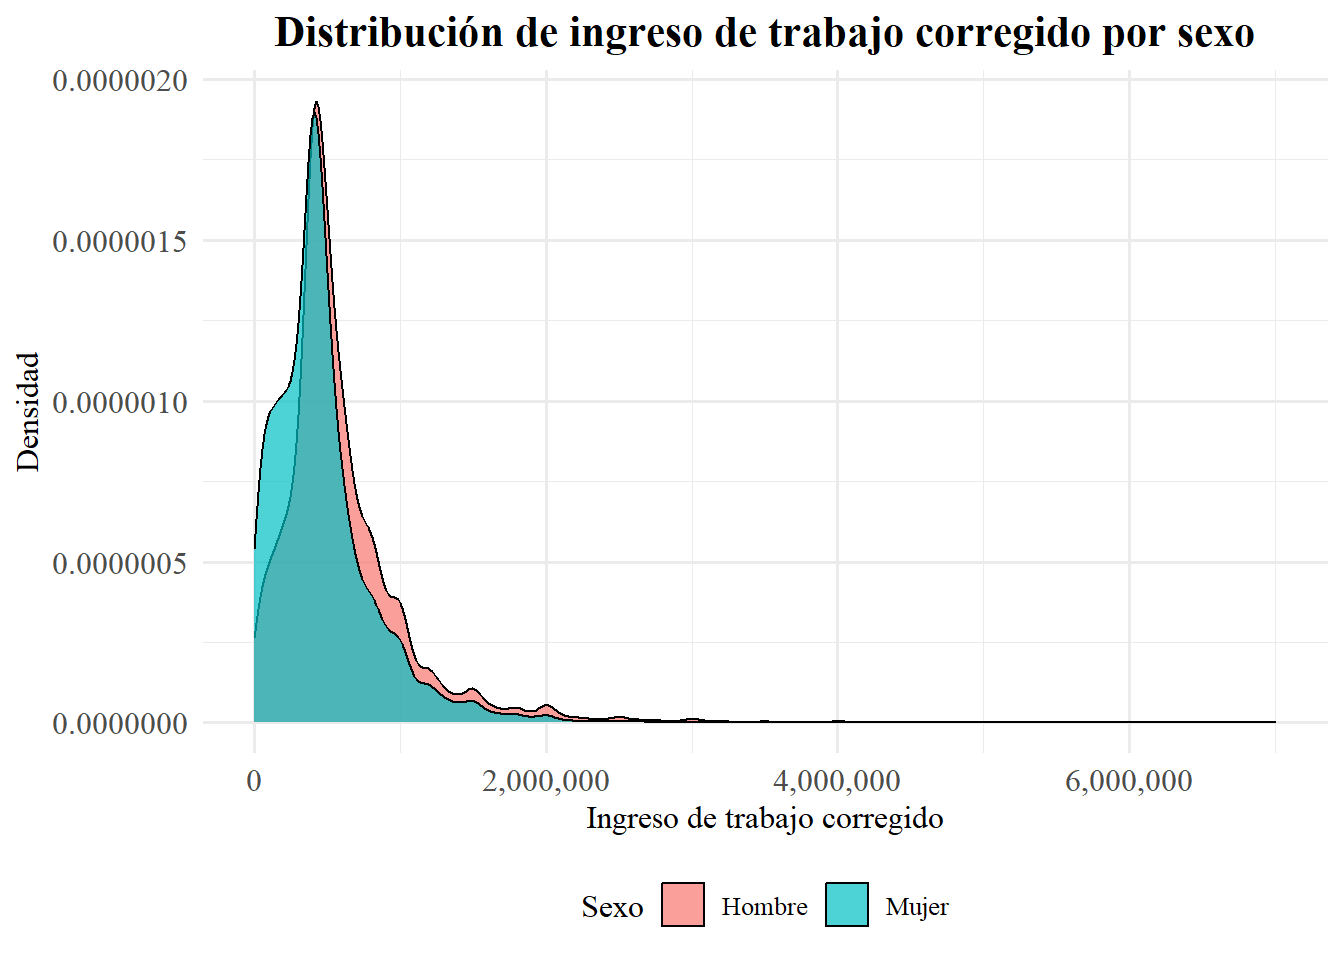 Distribución de ingreso de trabajo corregido por sexo
0.0000020
0.0000015
0.0000010
0.0000005
0.0000000
Densidad
0 2,000,000 4,000,000 6,000,000
Ingreso de trabajo corregido
Sexo Hombre Mujer